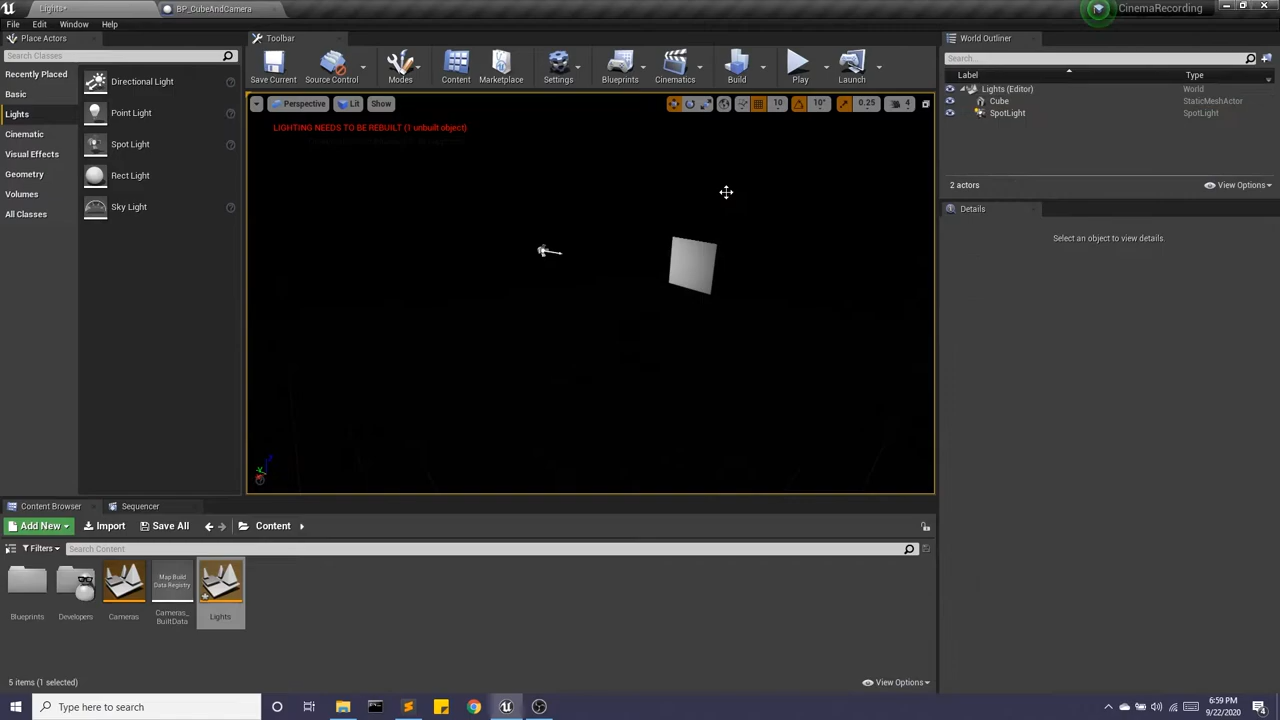 Lights*
BP_CubeAndCamera
CinemaRecording
File
Edit
Window
Help
Place Actors
Search Classes
Recently Placed
Basic
Lights
Cinematic
Visual Effects
Geometry
Volumes
All Classes
Directional Light
Point Light
Spot Light
Rect Light
Sky Light
Toolbar
Save Current
Source Control
Modes
Content
Marketplace
Settings
Blueprints
Cinematics
Build
Play
Launch
Perspective
Lit
Show
10
10°
0.25
4
LIGHTING NEEDS TO BE REBUILT (1 unbuilt object)
World Outliner
Search...
Label
Type
Lights (Editor)
World
Cube
StaticMeshActor
SpotLight
SpotLight
2 actors
View Options
Details
Select an object to view details.
Content Browser
Sequencer
Add New
Import
Save All
Content
Filters
Search Content
Map Build
Data Registry
Blueprints
Developers
Cameras
Cameras_
BuiltData
Lights
5 items (1 selected)
View Options
Type here to search
6:59 PM
9/22/2020